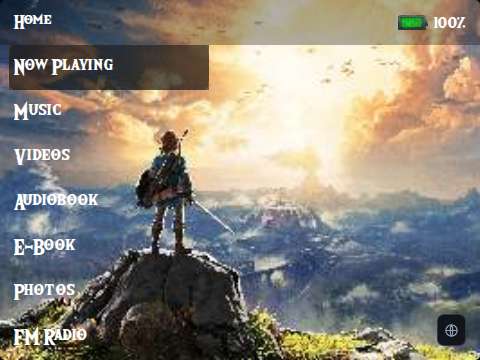 Home
100%
Now Playing
Music
Videos
Audiobook
E-Book
Photos
FM Radio